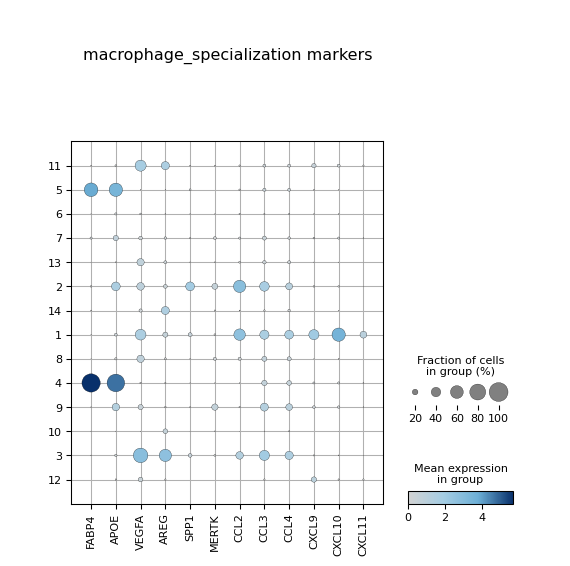 macrophage_specialization markers
11
5
6
7
13
2
14
1
8
4
9
10
3
12
FABP4 APOE VEGFA AREG SPP1 MERTK CCL2 CCL3 CCL4 CXCL9 CXCL10 CXCL11
Fraction of cells
in group (%)
20 40 60 80 100
Mean expression
in group
0 2 4